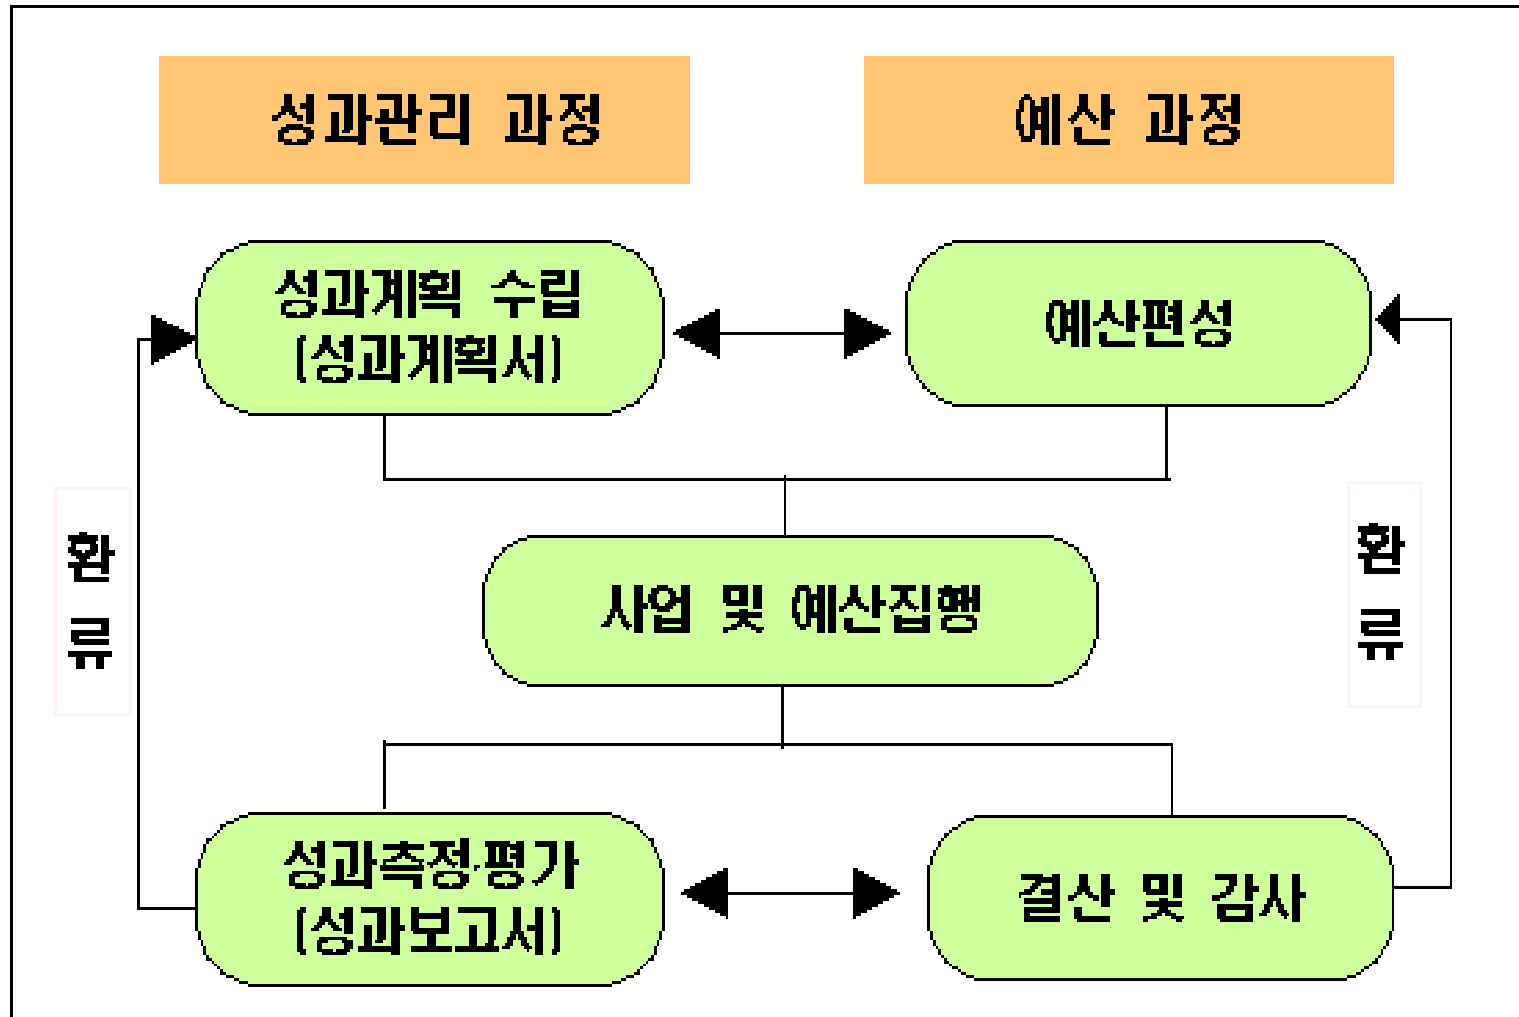 성과관리 과정
예산 과정
성과계획 수립
(성과계획서)
예산편성
환
류
사업 및 예산집행
환
류
성과측정·평가
(성과보고서)
결산 및 감사